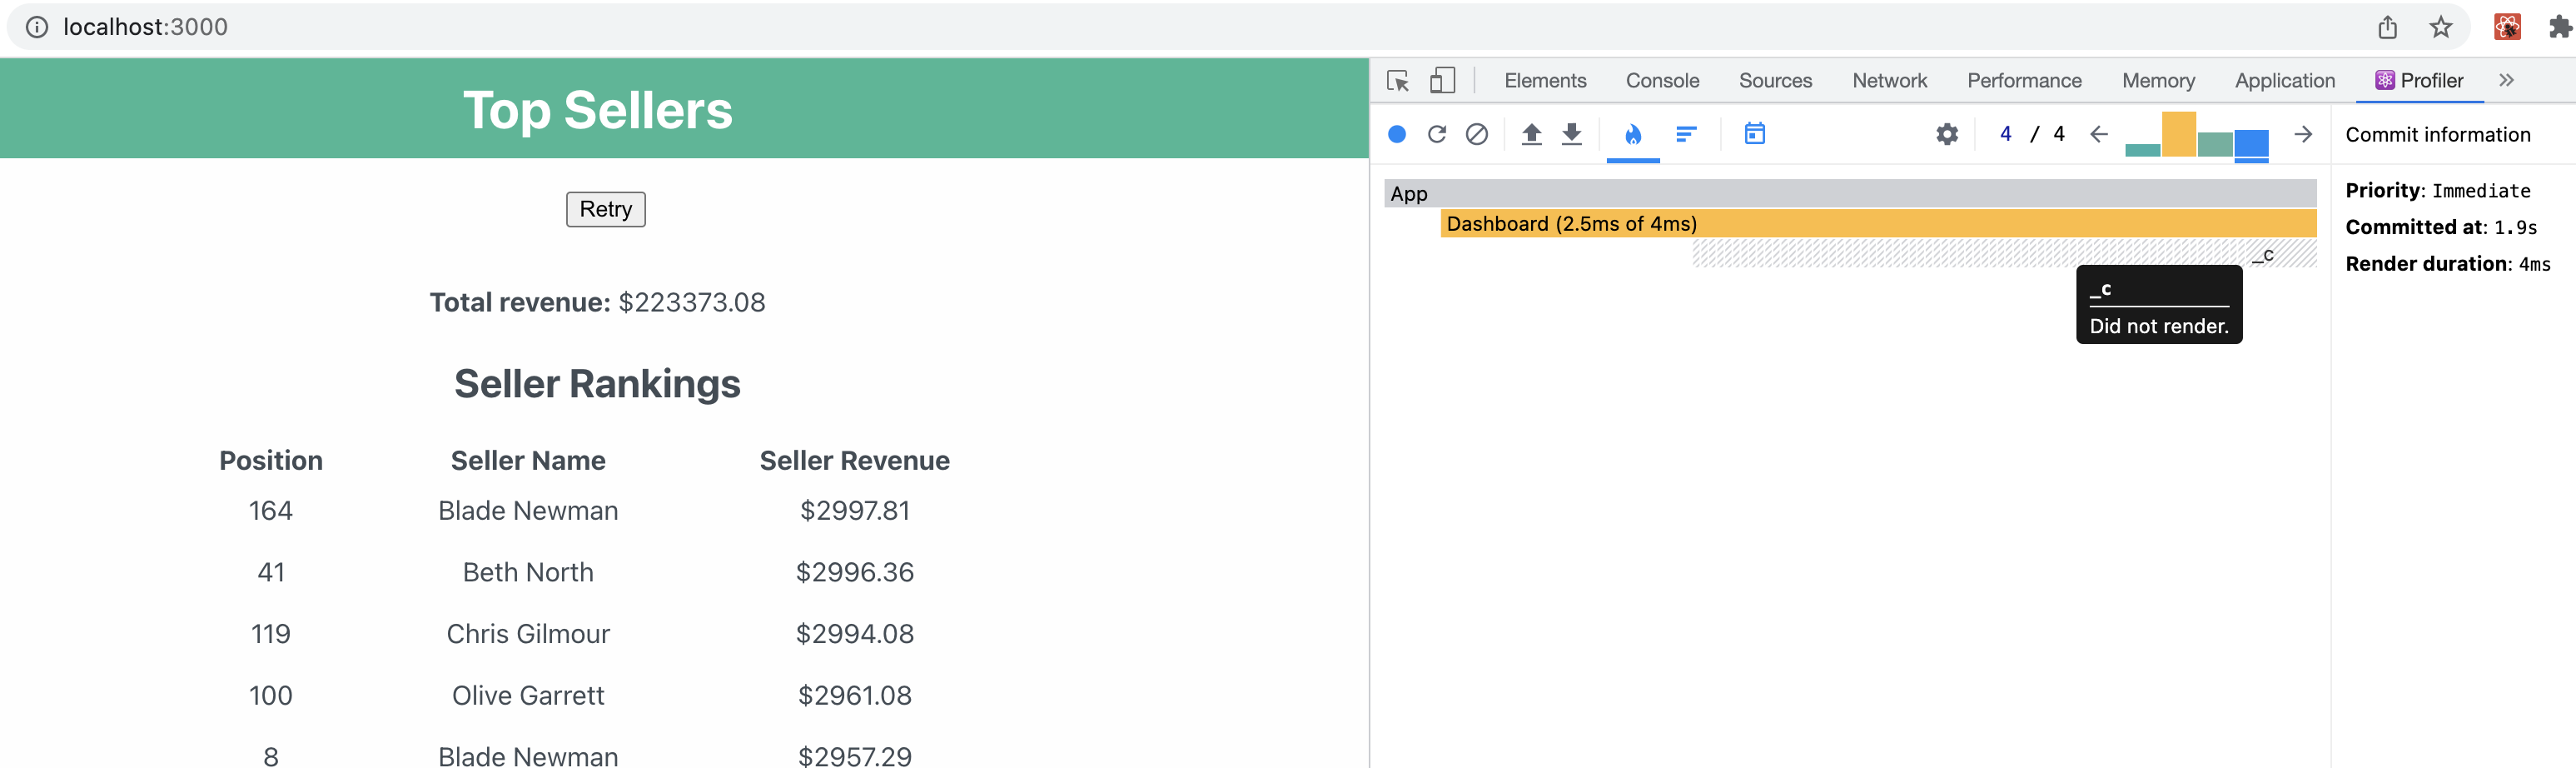 localhost:3000
Top Sellers
Retry
Total revenue: $223373.08
Seller Rankings
Position Seller Name Seller Revenue
164 Blade Newman $2997.81
41 Beth North $2996.36
119 Chris Gilmour $2994.08
100 Olive Garrett $2961.08
8 Blade Newman $2957.29
Elements Console Sources Network Performance Memory Application Profiler
4 / 4
Commit information
App
Dashboard (2.5ms of 4ms)
_c
_c
Did not render.
Priority: Immediate
Committed at: 1.9s
Render duration: 4ms